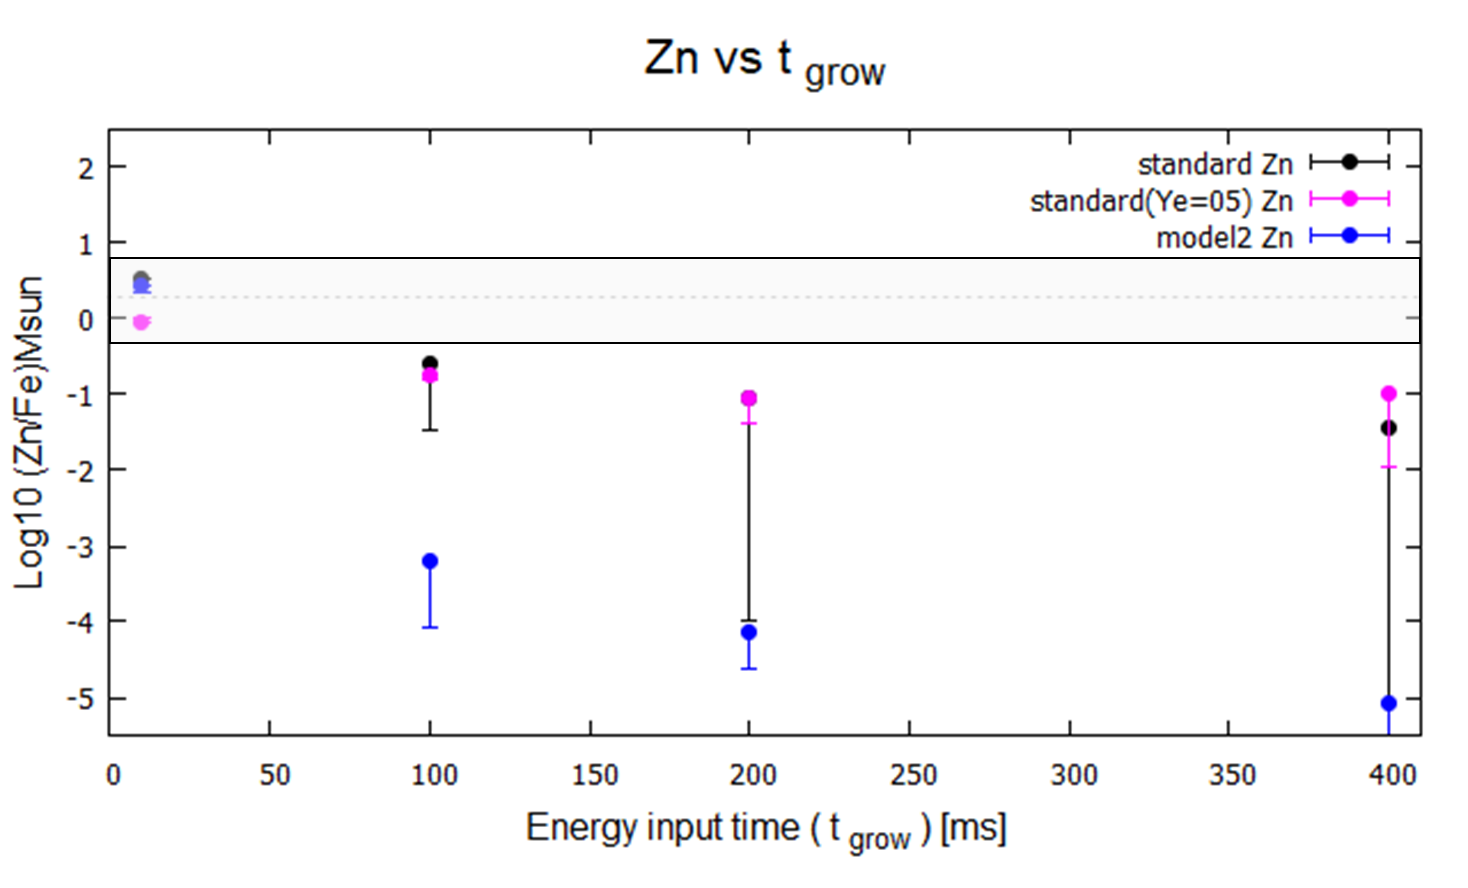 Zn vs t grow
standard Zn
standard(Ye=05) Zn
model2 Zn
2
1
0
-1
-2
-3
-4
-5
Log10 (Zn/Fe)Msun
0 50 100 150 200 250 300 350 400
Energy input time ( t grow ) [ms]